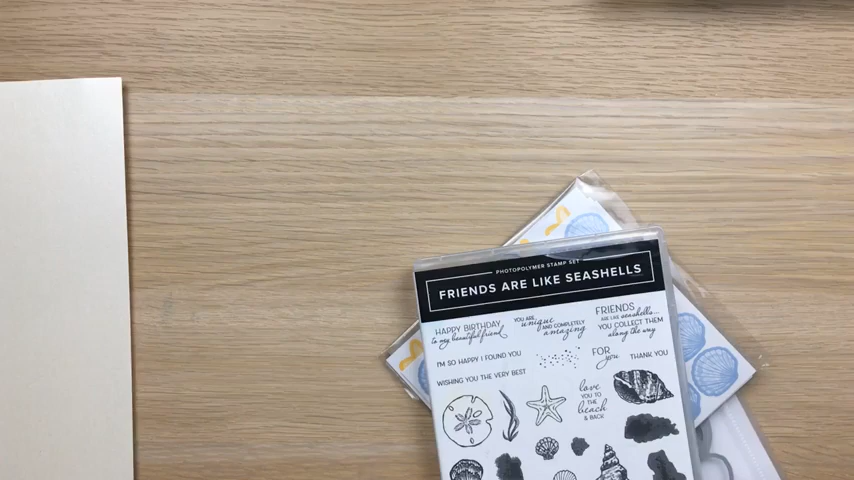 PHOTOPOLYMER STAMP SET
FRIENDS ARE LIKE SEASHELLS
HAPPY BIRTHDAY
to my beautiful friend
YOU ARE
unique
AND COMPLETELY
amazing
FRIENDS
ARE LIKE seashells...
YOU COLLECT THEM
along the way
I'M SO HAPPY I FOUND YOU
FOR
you
THANK YOU
WISHING YOU THE VERY BEST
love
YOU TO
THE
beach
& BACK